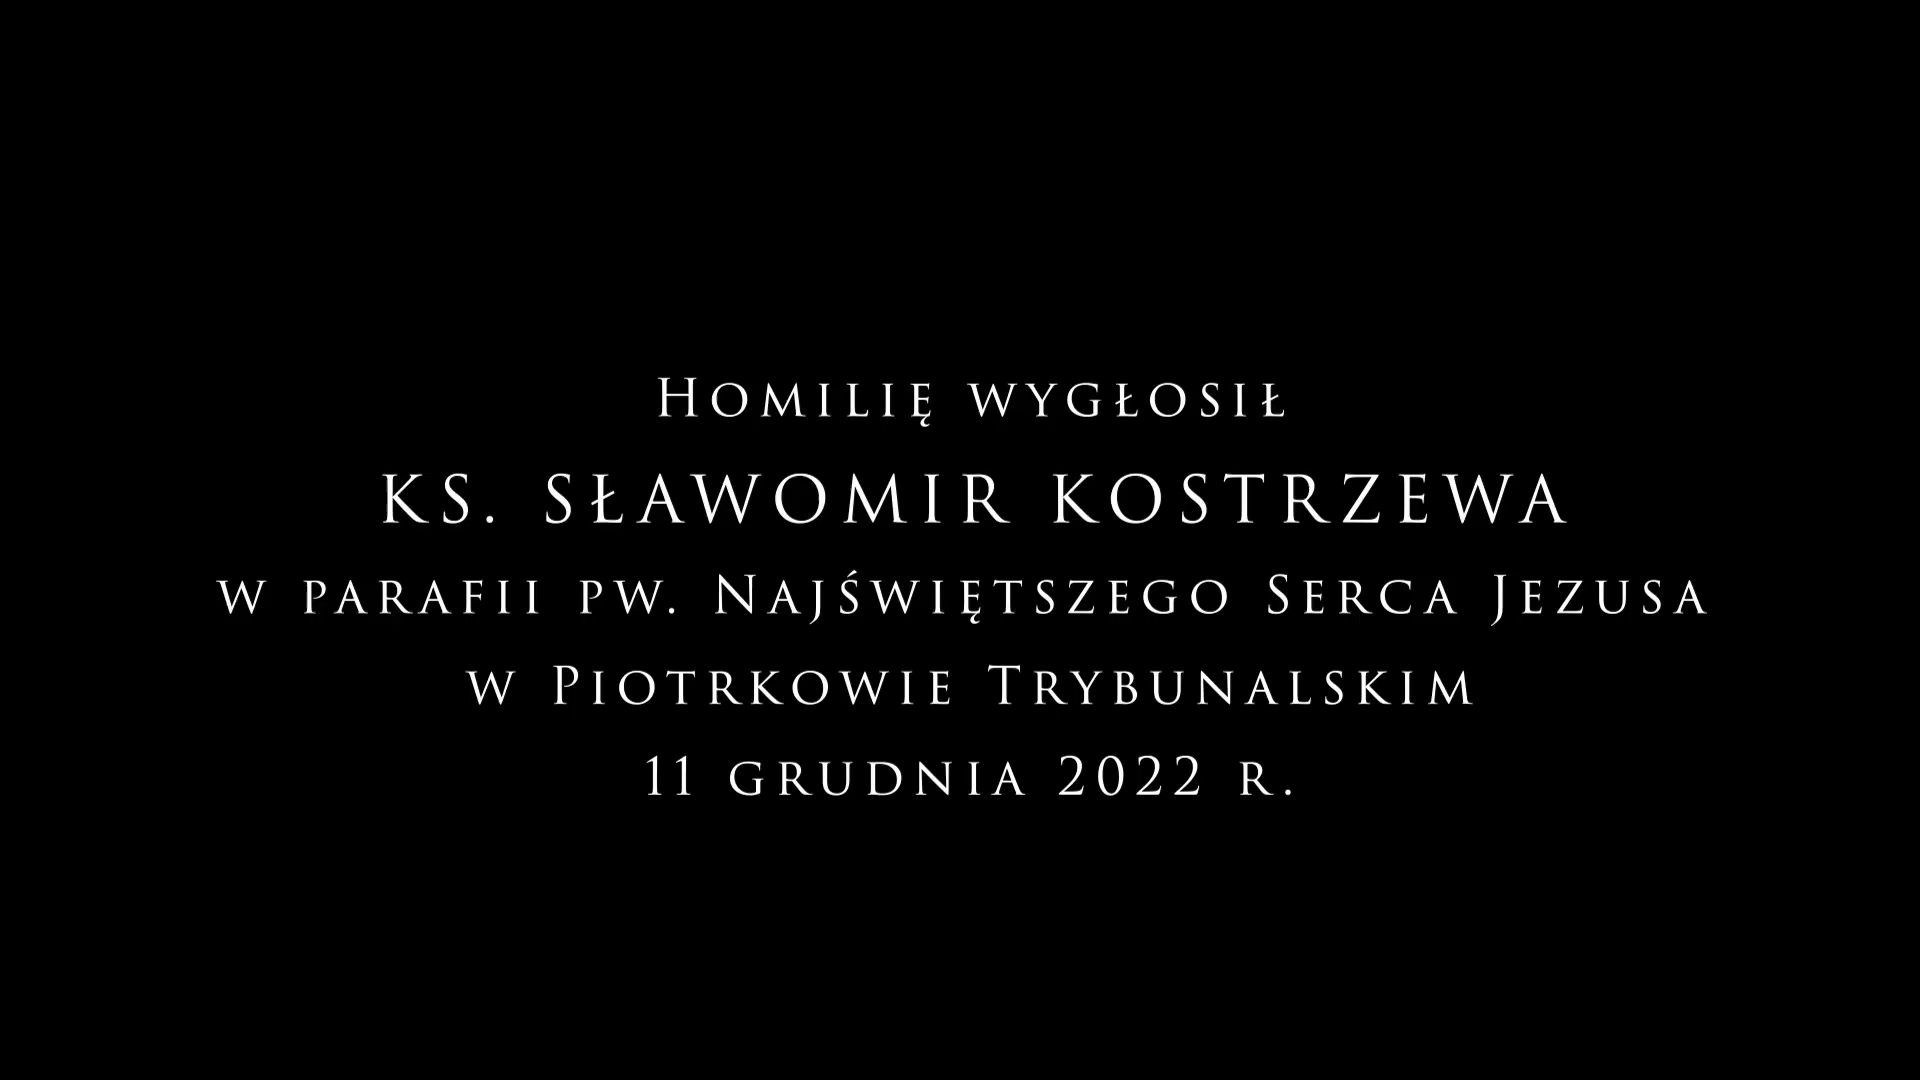 Homilię wygłosił
KS. SŁAWOMIR KOSTRZEWA
w parafii pw. Najświętszego Serca Jezusa
w Piotrkowie Trybunalskim
11 grudnia 2022 r.